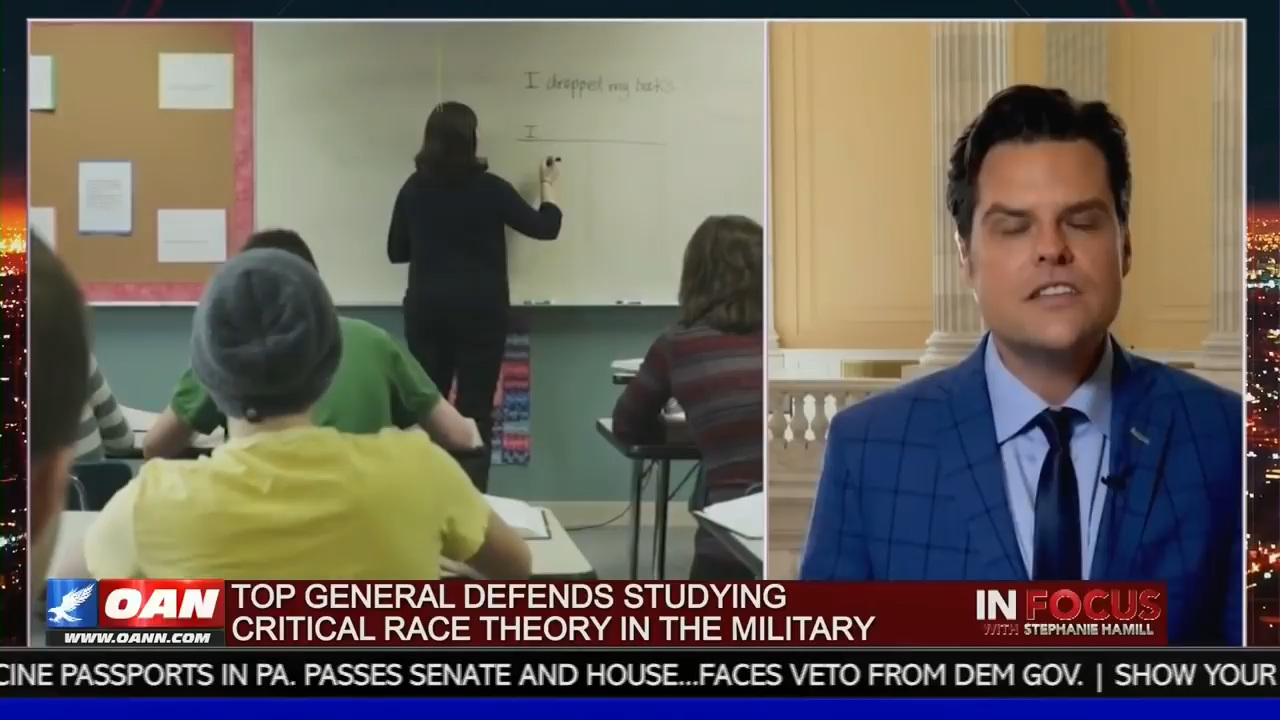 I dropped my books
I
OAN
WWW.OANN.COM
TOP GENERAL DEFENDS STUDYING
CRITICAL RACE THEORY IN THE MILITARY
IN FOCUS
WITH STEPHANIE HAMILL
CINE PASSPORTS IN PA. PASSES SENATE AND HOUSE...FACES VETO FROM DEM GOV. | SHOW YOUR